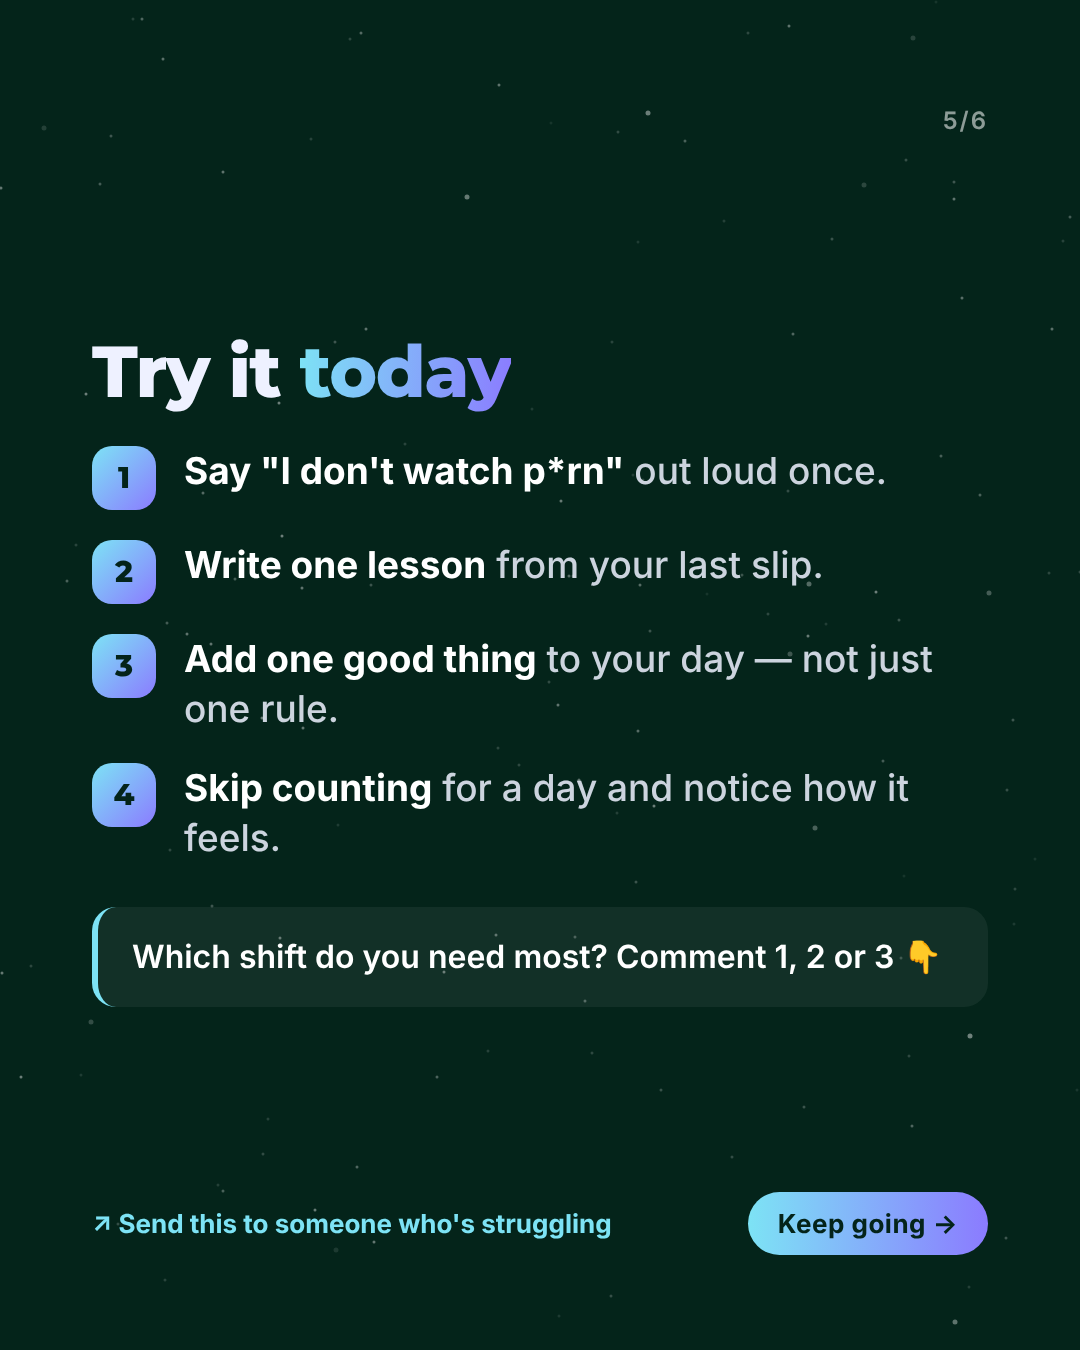 5/6
Try it today
1
Say "I don't watch p*rn" out loud once.
2
Write one lesson from your last slip.
3
Add one good thing to your day — not just
one rule.
4
Skip counting for a day and notice how it
feels.
Which shift do you need most? Comment 1, 2 or 3 👇
↗ Send this to someone who's struggling
Keep going →